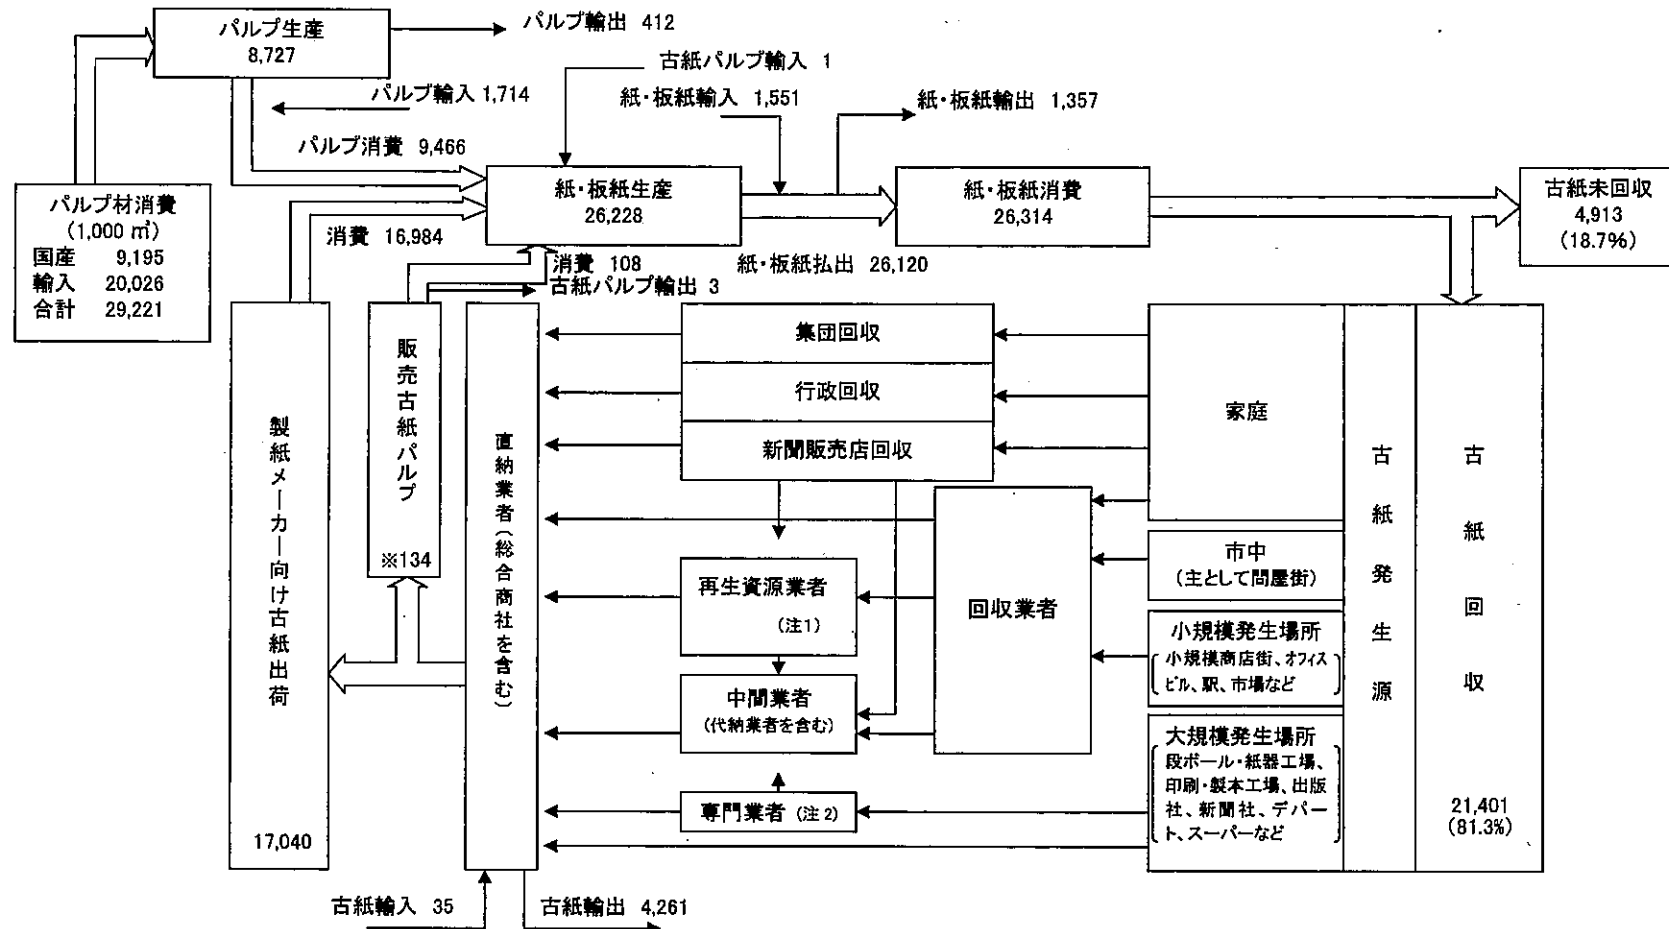 パルプ生産
8,727
パルプ輸出 412
古紙パルプ輸入 1
パルプ輸入 1,714
紙・板紙輸入 1,551
紙・板紙輸出 1,357
パルプ消費 9,466
パルプ材消費
(1,000 ㎥)
国産 9,195
輸入 20,026
合計 29,221
紙・板紙生産
26,228
紙・板紙消費
26,314
古紙未回収
4,913
(18.7%)
消費 16,984
消費 108
紙・板紙払出 26,120
古紙パルプ輸出 3
製紙メーカー向け古紙出荷
17,040
販売古紙パルプ
※134
直納業者(総合商社を含む)
集団回収
行政回収
新聞販売店回収
再生資源業者
(注1)
中間業者
(代納業者を含む)
専門業者 (注2)
回収業者
家庭
市中
(主として問屋街)
小規模発生場所
小規模商店街、オフィス
ビル、駅、市場など
大規模発生場所
段ボール・紙器工場、
印刷・製本工場、出版
社、新聞社、デパー
ト、スーパーなど
古紙発生源
古紙回収
21,401
(81.3%)
古紙輸入 35
古紙輸出 4,261